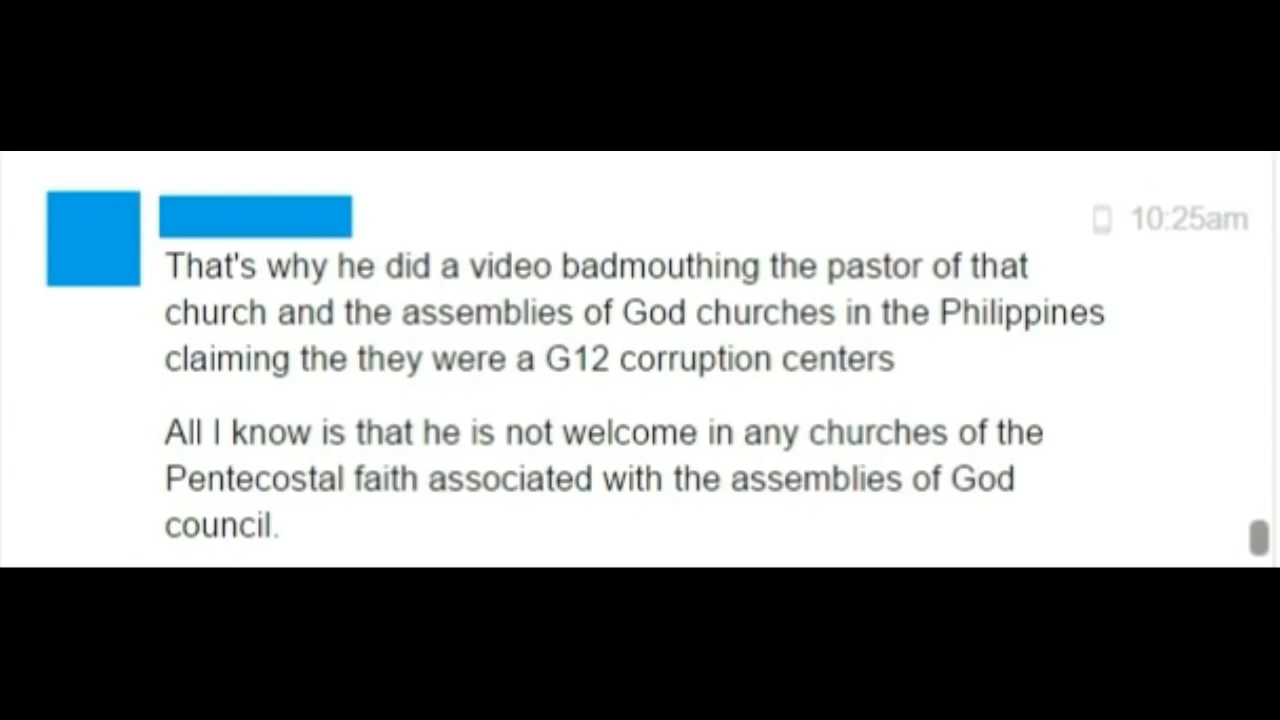 10:25am
That's why he did a video badmouthing the pastor of that
church and the assemblies of God churches in the Philippines
claiming the they were a G12 corruption centers
All I know is that he is not welcome in any churches of the
Pentecostal faith associated with the assemblies of God
council.